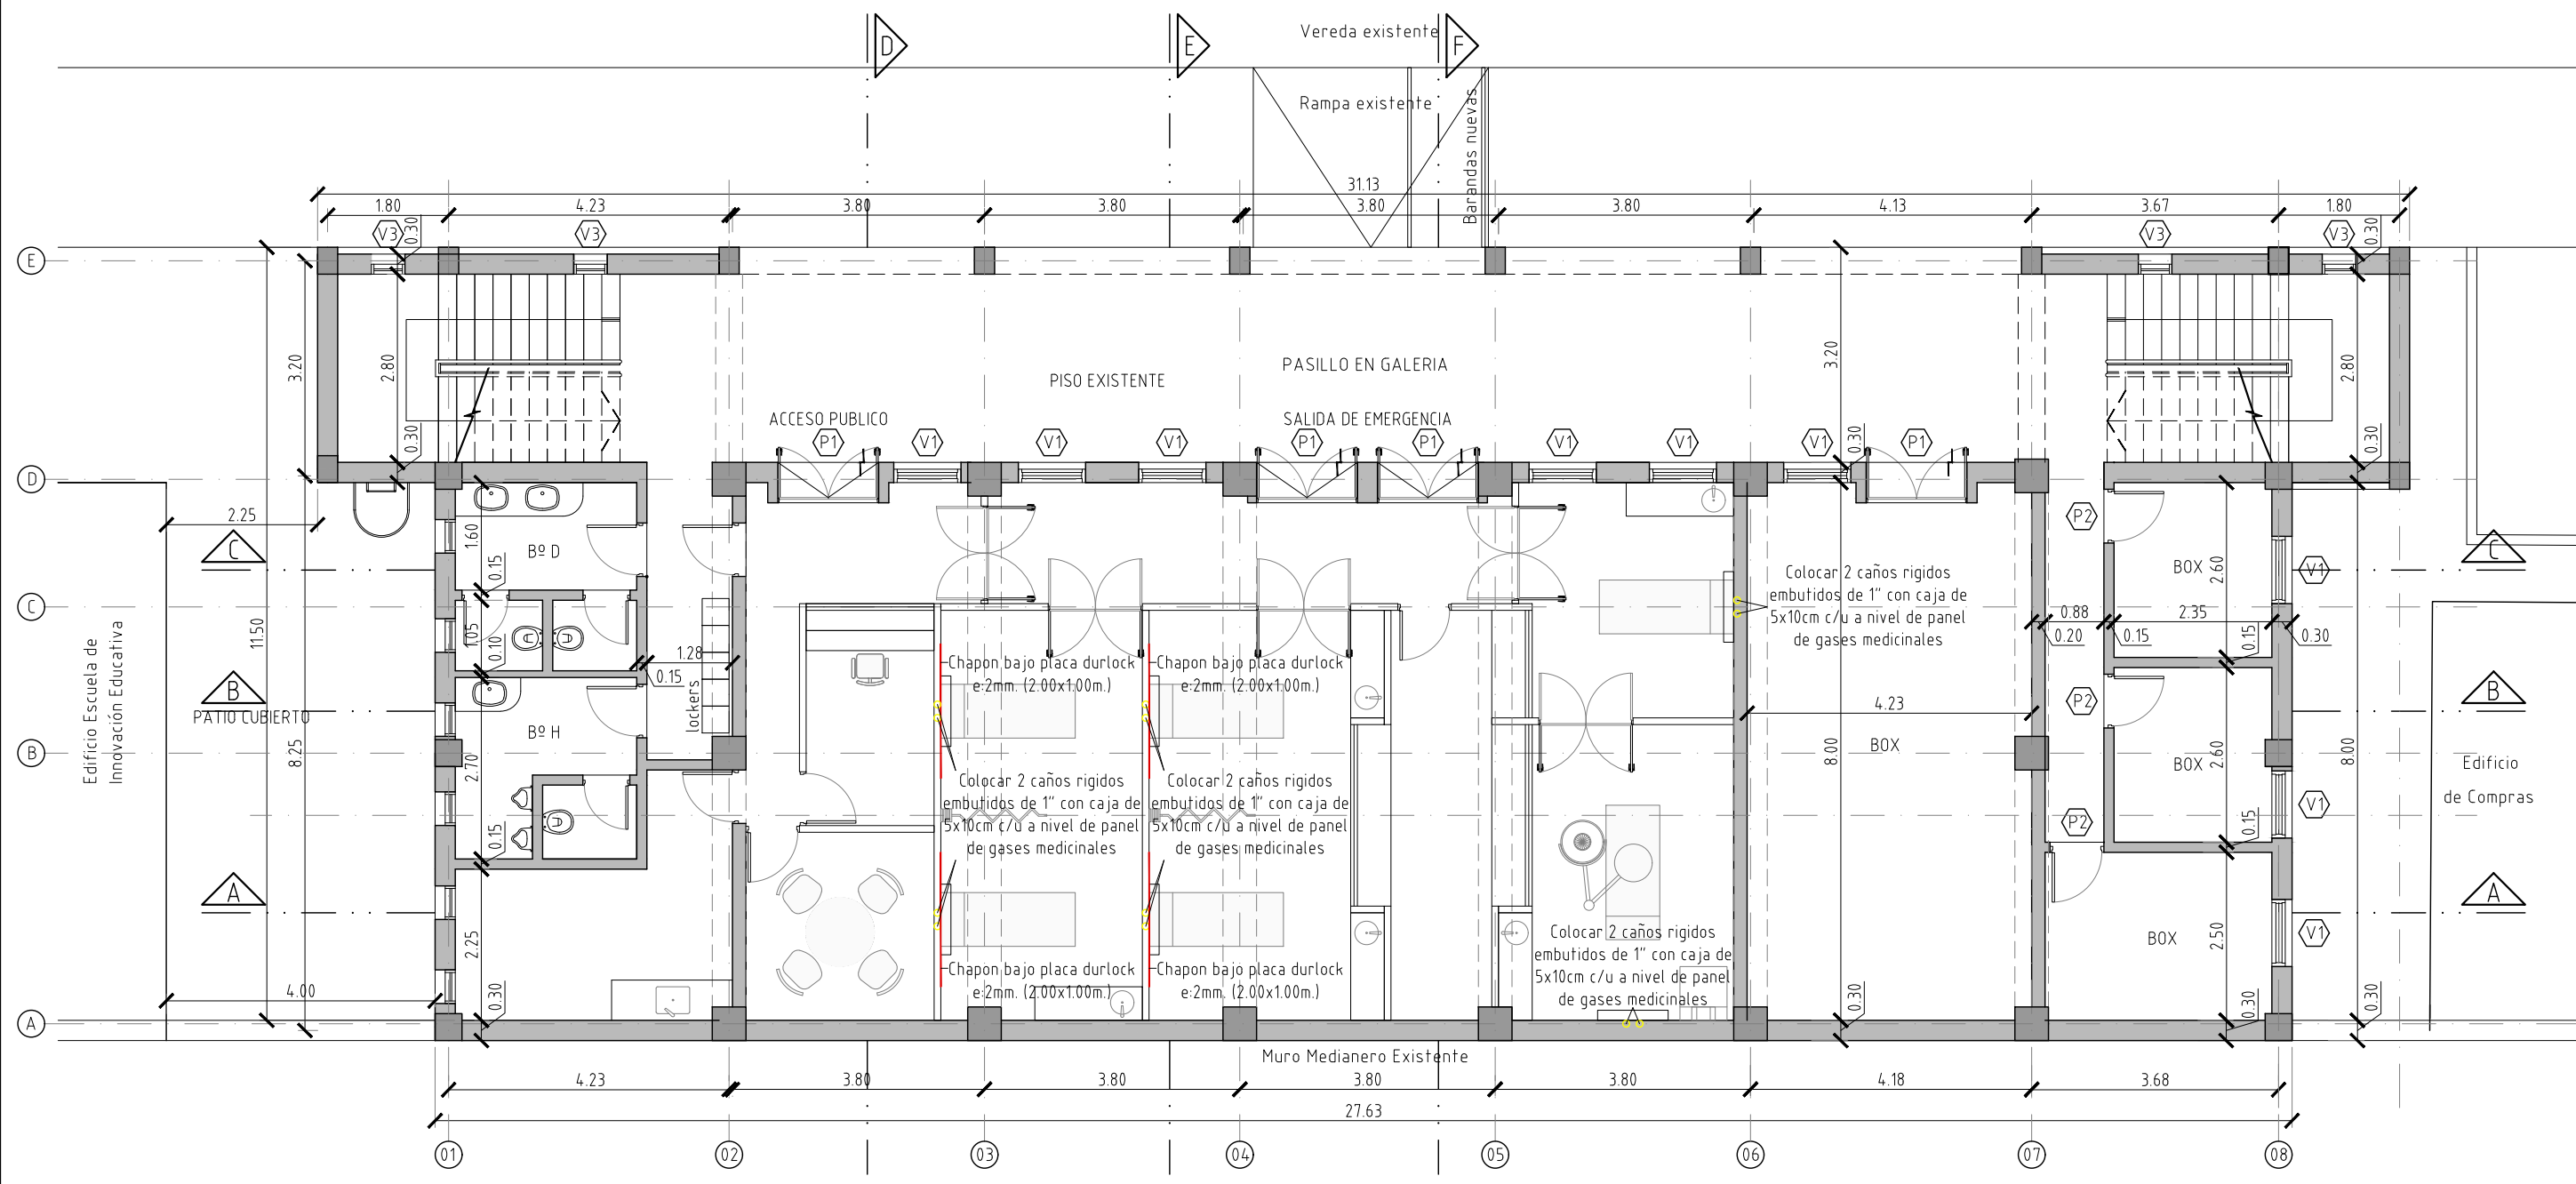 Vereda existente
D
E
F
Rampa existente
Barandas nuevas
31.13
1.80
4.23
3.80
3.80
3.80
3.80
4.13
3.67
1.80
V3
0.30
V3
V3
V3
0.30
E
3.20
2.80
0.30
PISO EXISTENTE
PASILLO EN GALERIA
3.20
2.80
0.30
ACCESO PUBLICO
SALIDA DE EMERGENCIA
P1
V1
V1
V1
P1
P1
V1
V1
V1
0.30
P1
D
2.25
C
1.60
Bº D
0.15
P2
BOX
2.60
V1
C
C
1.05
0.10
1.28
0.15
lockers
Colocar 2 caños rigidos
embutidos de 1" con caja de
5x10cm c/u a nivel de panel
de gases medicinales
0.88
2.35
0.20
0.15
0.15
0.30
Edificio Escuela de
Innovación Educativa
11.50
Chapon bajo placa durlock
e:2mm. (2.00x1.00m.)
Chapon bajo placa durlock
e:2mm. (2.00x1.00m.)
B
PATIO CUBIERTO
8.25
Bº H
4.23
BOX
8.00
P2
BOX
2.60
8.00
B
Edificio
de Compras
B
2.70
0.15
Colocar 2 caños rigidos
embutidos de 1" con caja de
5x10cm c/u a nivel de panel
de gases medicinales
Colocar 2 caños rigidos
embutidos de 1" con caja de
5x10cm c/u a nivel de panel
de gases medicinales
P2
0.15
V1
A
2.25
BOX
2.50
V1
A
Colocar 2 caños rigidos
embutidos de 1" con caja de
5x10cm c/u a nivel de panel
de gases medicinales
Chapon bajo placa durlock
e:2mm. (2.00x1.00m.)
Chapon bajo placa durlock
e:2mm. (2.00x1.00m.)
4.00
0.30
0.30
0.30
0.30
A
Muro Medianero Existente
4.23
3.80
3.80
3.80
3.80
4.18
3.68
27.63
01
02
03
04
05
06
07
08